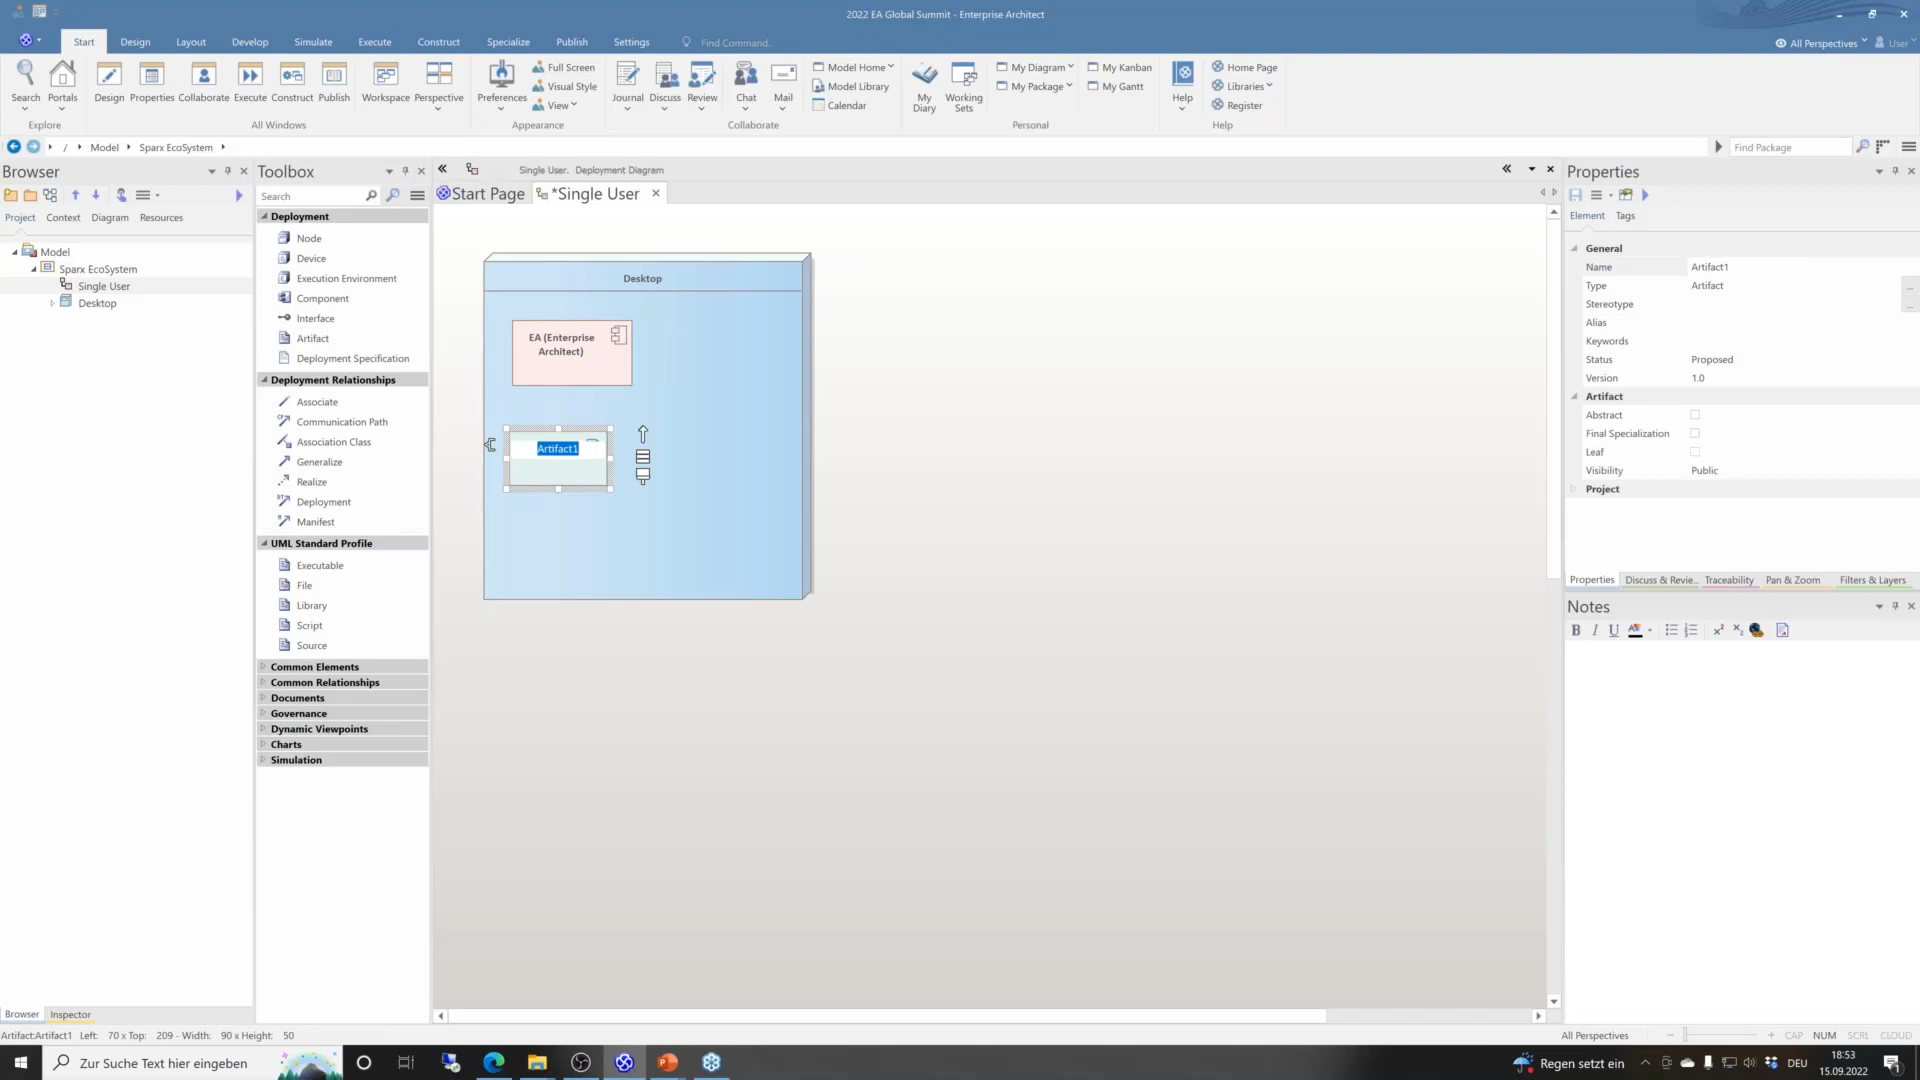 2022 EA Global Summit - Enterprise Architect
Start Design Layout Develop Simulate Execute Construct Specialize Publish Settings Find Command... All Perspectives User
Search Portals Design Properties Collaborate Execute Construct Publish Workspace Perspective Preferences Full Screen Visual Style View Journal Discuss Review Chat Mail Model Home Model Library Calendar My Diary Working Sets My Diagram My Package My Kanban My Gantt Help Home Page Libraries Register
Explore All Windows Appearance Collaborate Personal Help
/ Model Sparx EcoSystem Find Package
Browser
Project Context Diagram Resources
Model
Sparx EcoSystem
Single User
Desktop
Browser Inspector
Toolbox
Search
Deployment
Node
Device
Execution Environment
Component
Interface
Artifact
Deployment Specification
Deployment Relationships
Associate
Communication Path
Association Class
Generalize
Realize
Deployment
Manifest
UML Standard Profile
Executable
File
Library
Script
Source
Common Elements
Common Relationships
Documents
Governance
Dynamic Viewpoints
Charts
Simulation
Single User. Deployment Diagram
Start Page *Single User
Desktop
EA (Enterprise
Architect)
Artifact1
Properties
Element Tags
General
Name Artifact1
Type Artifact
Stereotype
Alias
Keywords
Status Proposed
Version 1.0
Artifact
Abstract
Final Specialization
Leaf
Visibility Public
Project
Properties Discuss & Revie... Traceability Pan & Zoom Filters & Layers
Notes
B I U
Artifact:Artifact1 Left: 70 x Top: 209 - Width: 90 x Height: 50 All Perspectives CAP NUM SCRL CLOUD
Zur Suche Text hier eingeben Regen setzt ein DEU 18:53
15.09.2022